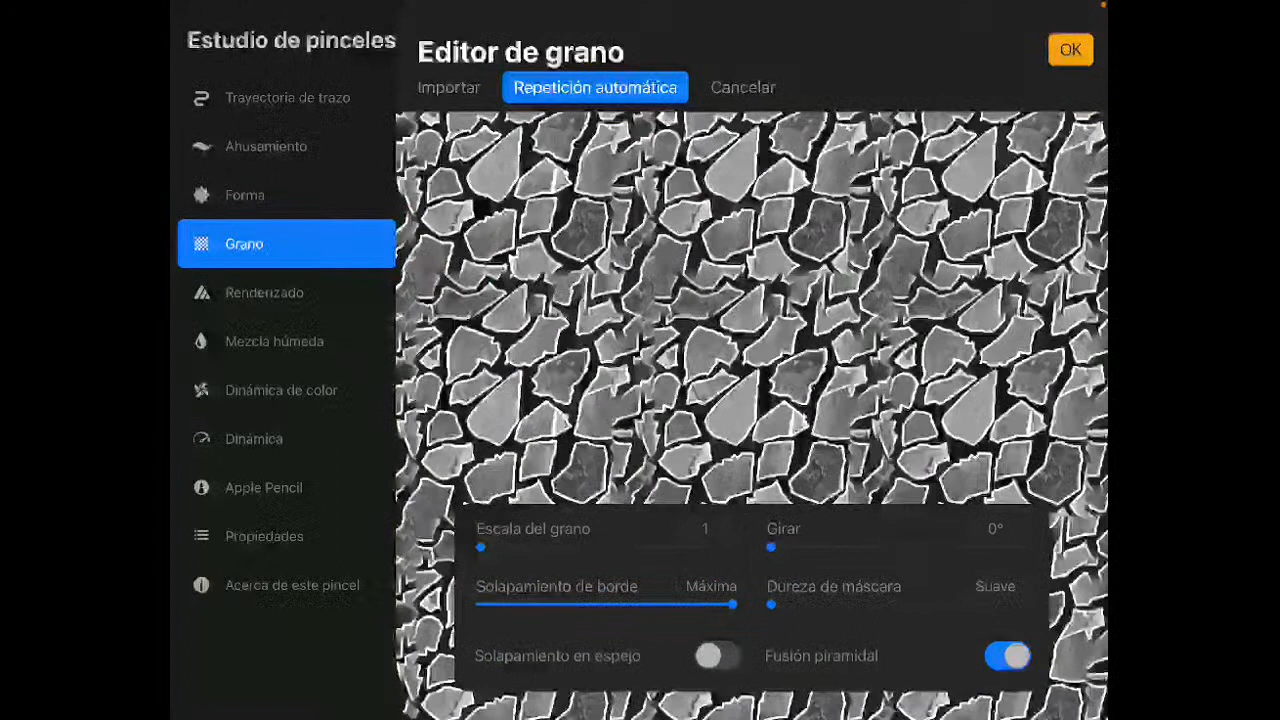 Estudio de pinceles
Editor de grano
OK
Importar
Repetición automática
Cancelar
Trayectoria de trazo
Ahusamiento
Forma
Grano
Renderizado
Mezcla húmeda
Dinámica de color
Dinámica
Apple Pencil
Propiedades
Acerca de este pincel
Escala del grano 1
Girar 0°
Solapamiento de borde Máxima
Dureza de máscara Suave
Solapamiento en espejo
Fusión piramidal